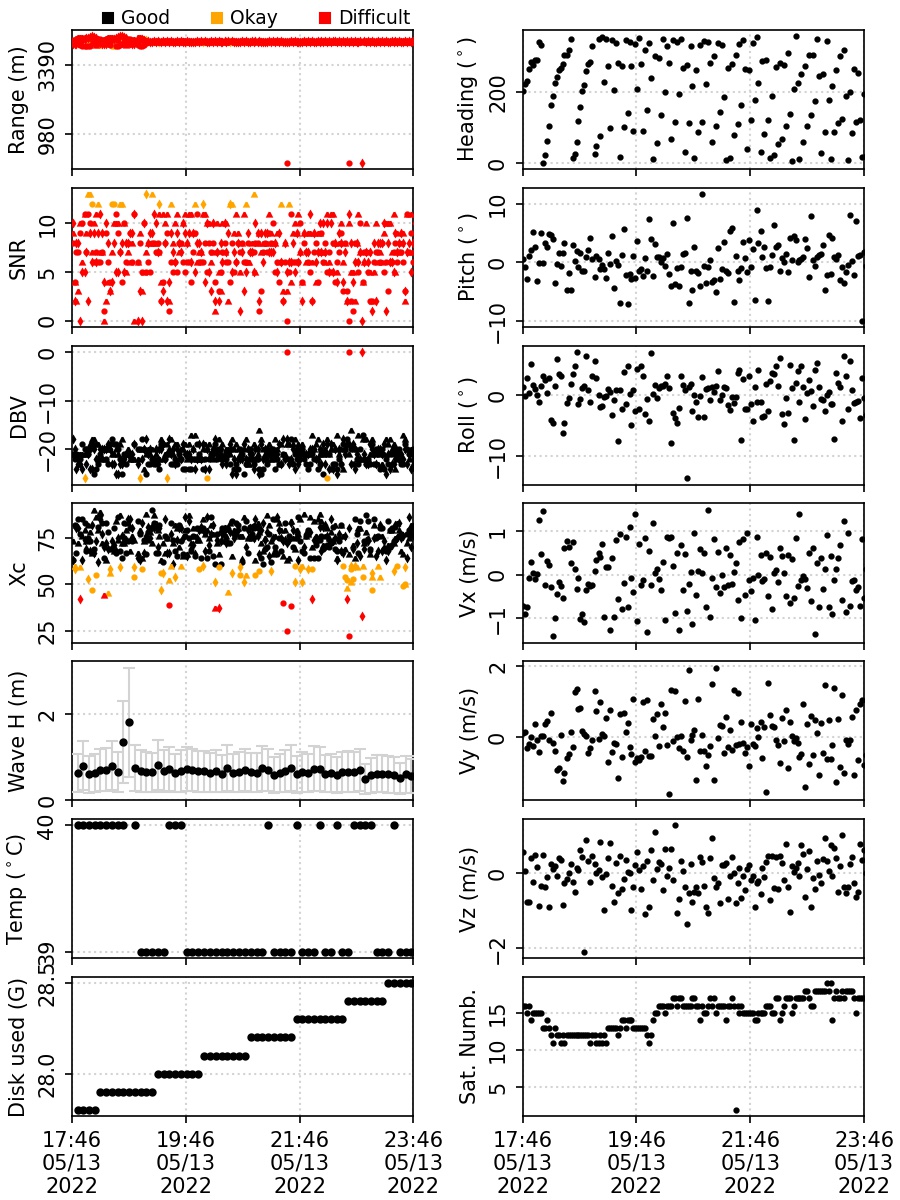 Good Okay Difficult
Range (m)
3390
980
Heading (°)
200
0
SNR
10
5
0
Pitch (°)
10
0
−10
DBV
0
−10
−20
Roll (°)
0
−10
Xc
75
50
25
Vx (m/s)
1
0
−1
Wave H (m)
2
0
Vy (m/s)
2
0
Temp (°C)
40
39
Vz (m/s)
0
−2
Disk used (G)
28.5
28.0
Sat. Numb.
15
10
5
17:46 19:46 21:46 23:46
05/13 05/13 05/13 05/13
2022 2022 2022 2022
17:46 19:46 21:46 23:46
05/13 05/13 05/13 05/13
2022 2022 2022 2022